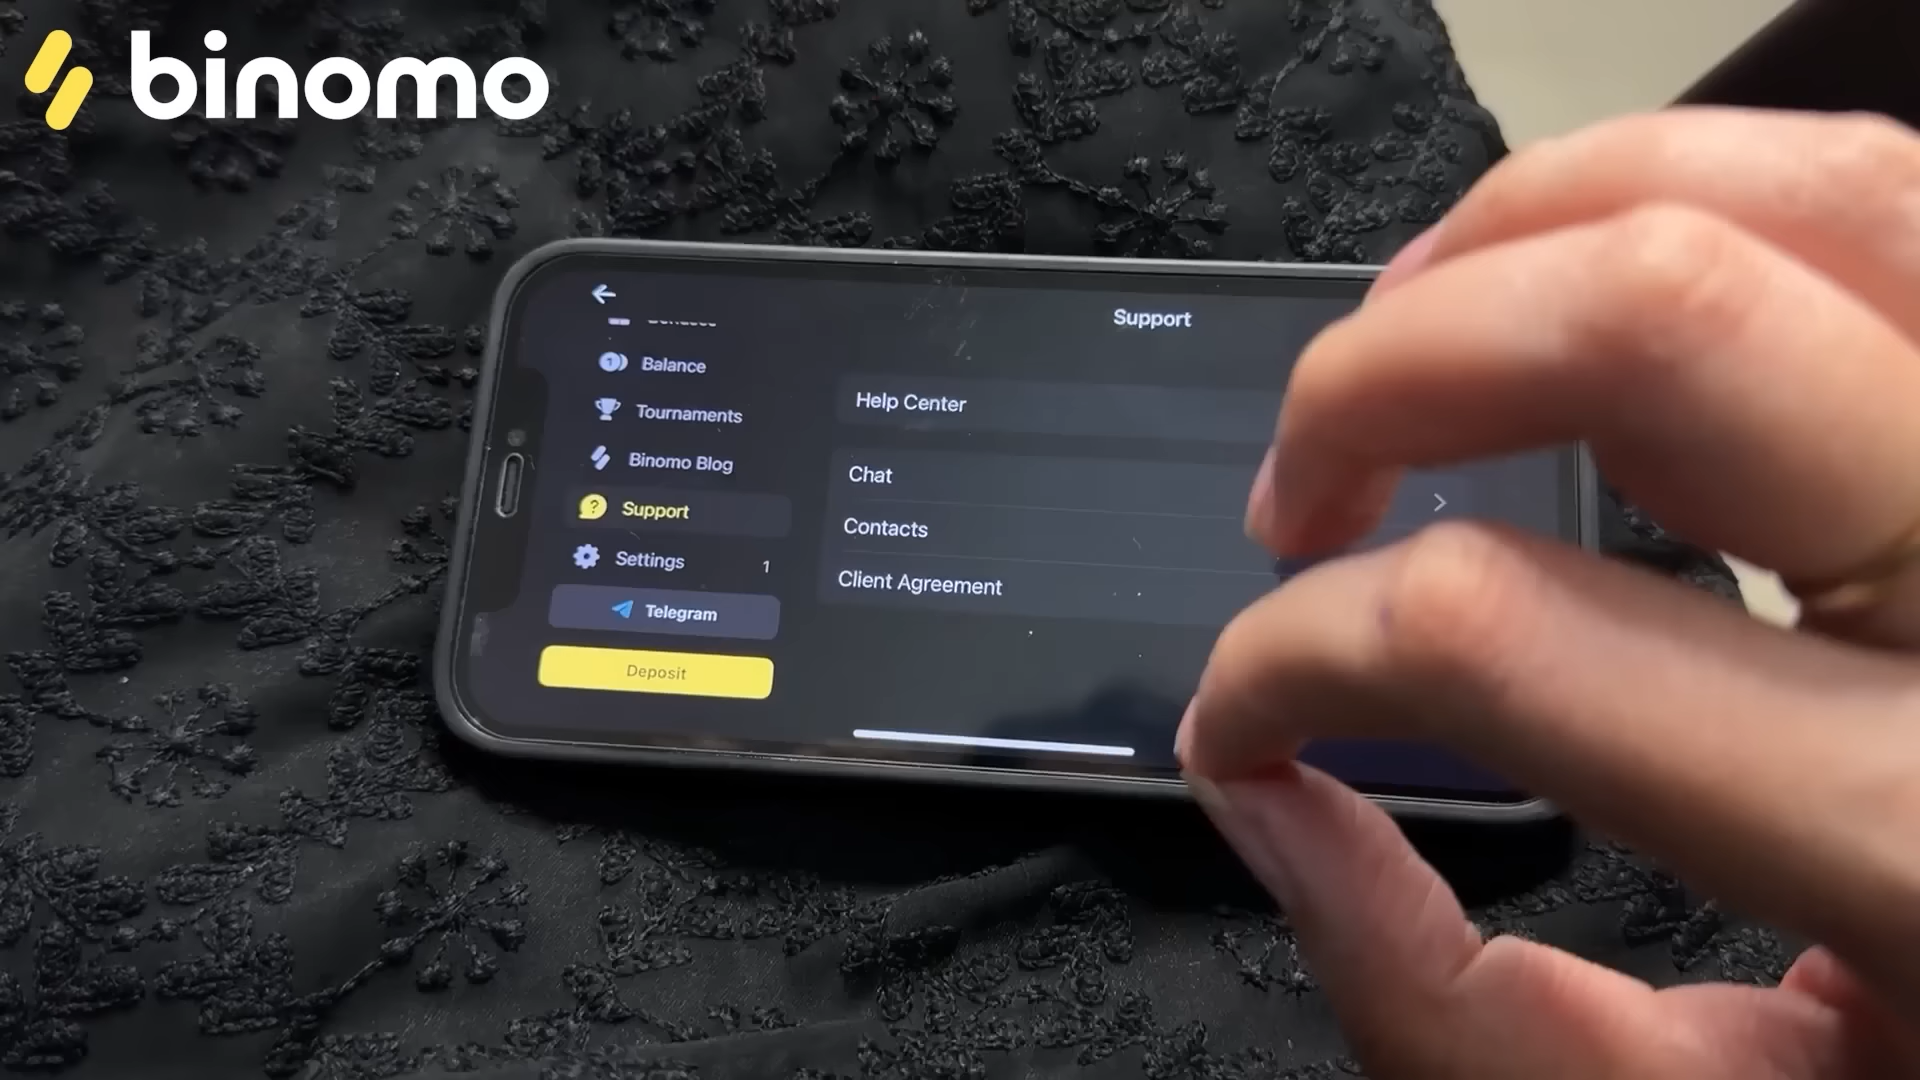 binomo
Support
Balance
Tournaments
Binomo Blog
Support
Settings 1
Telegram
Deposit
Help Center
Chat
Contacts
Client Agreement